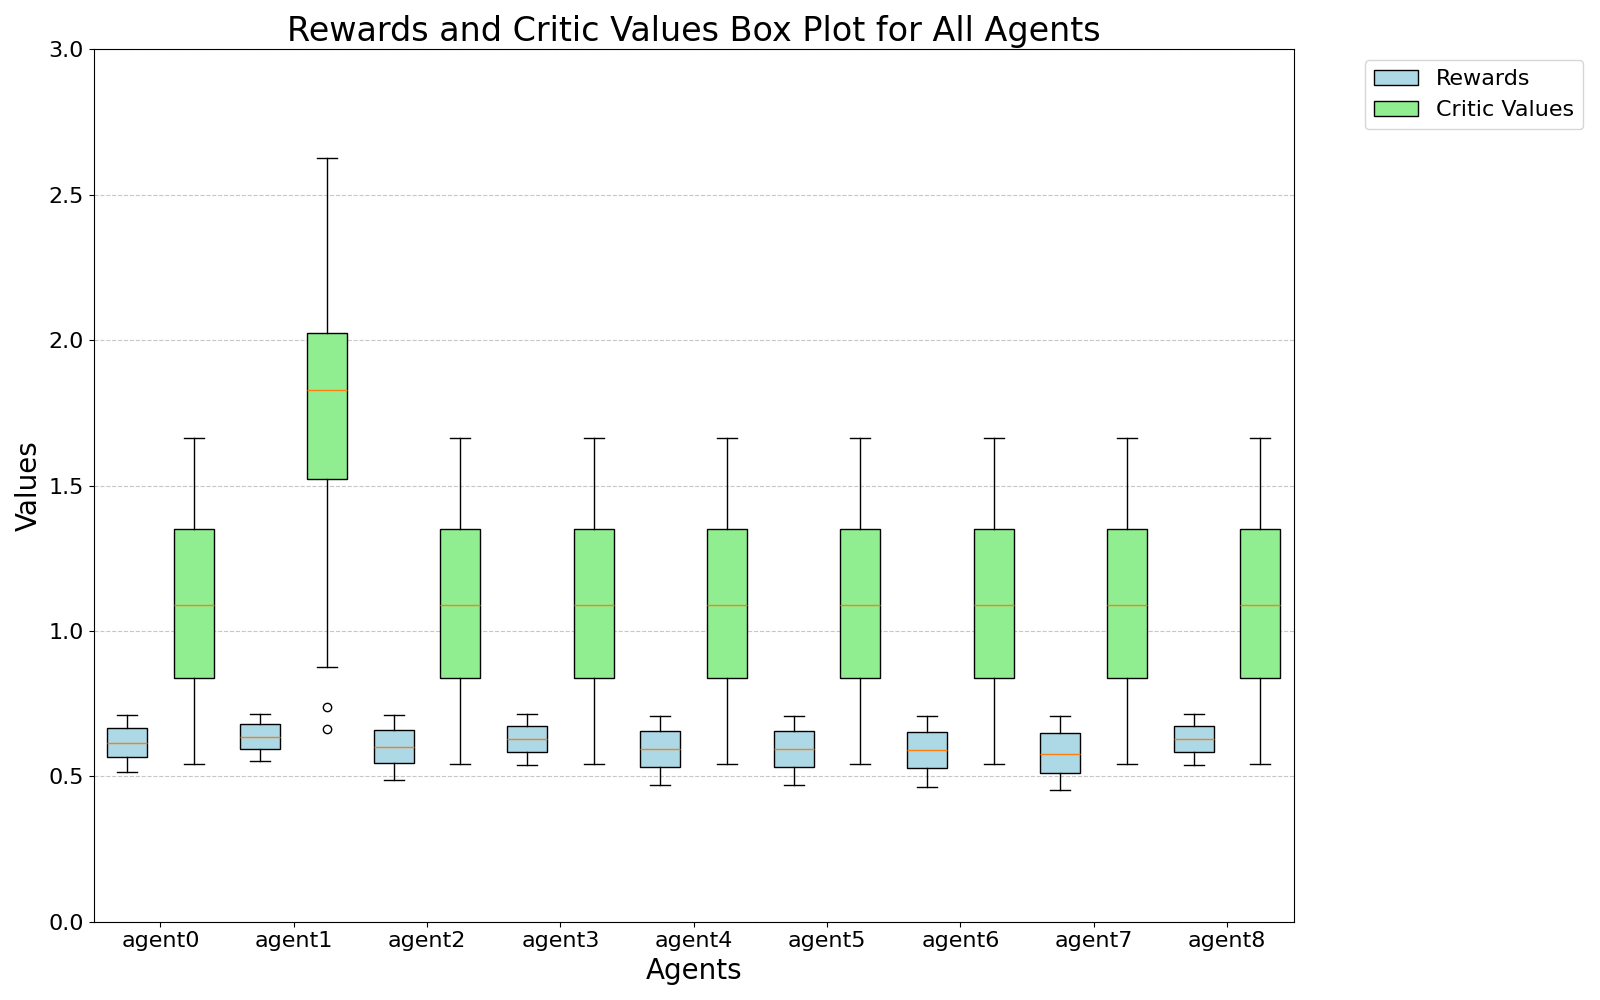 Rewards and Critic Values Box Plot for All Agents
Rewards
Critic Values
Values
3.0
2.5
2.0
1.5
1.0
0.5
0.0
agent0 agent1 agent2 agent3 agent4 agent5 agent6 agent7 agent8
Agents